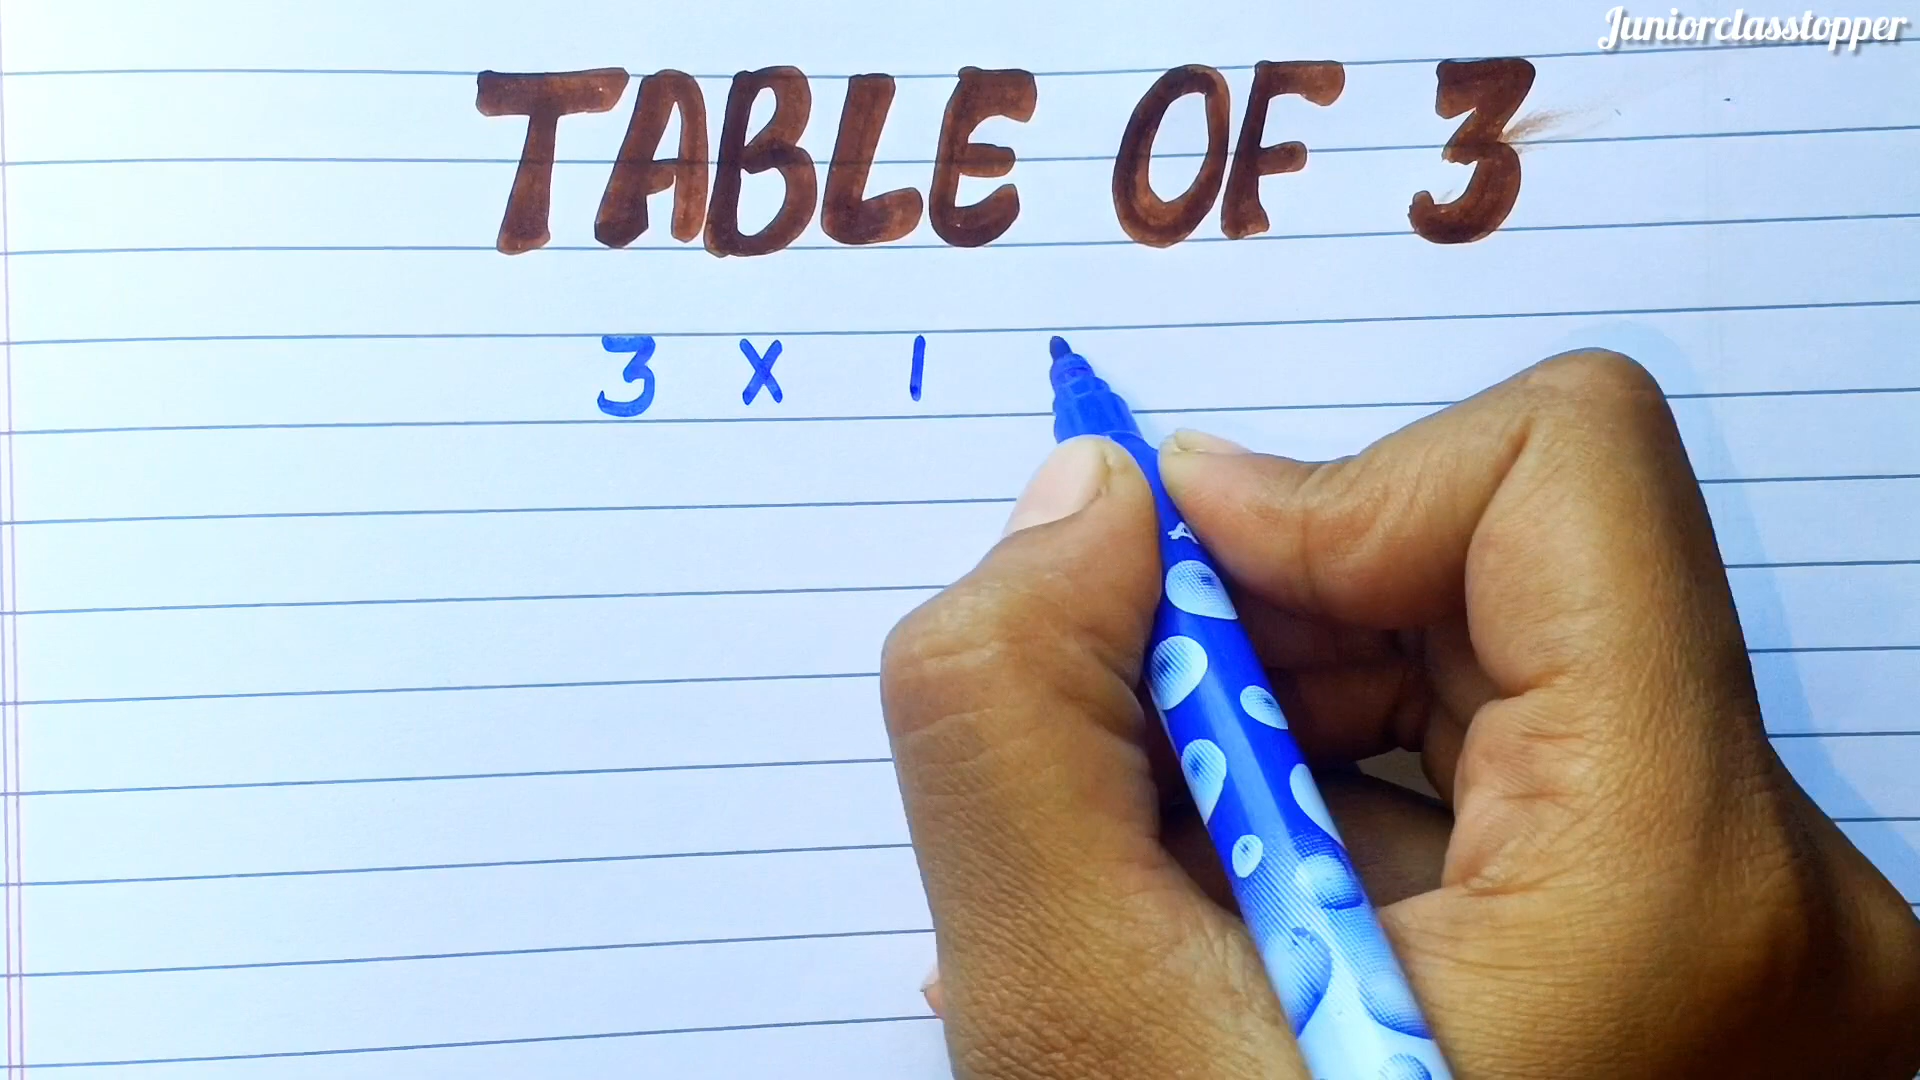 Juniorclasstopper
TABLE OF 3
3 x 1
A